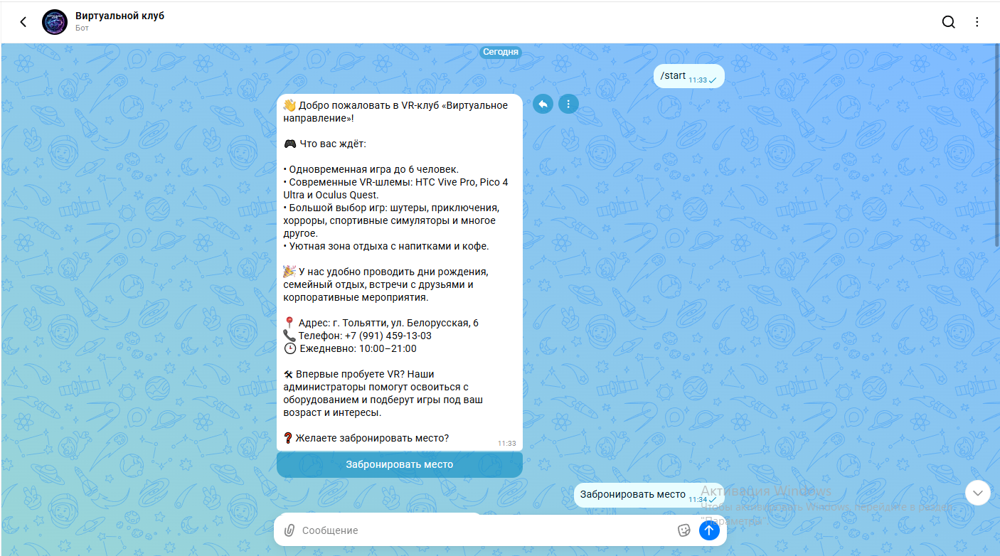 Виртуальной клуб
Бот
Сегодня
/start 11:33
👋 Добро пожаловать в VR-клуб «Виртуальное
направление»!
🎮 Что вас ждёт:
• Одновременная игра до 6 человек.
• Современные VR-шлемы: HTC Vive Pro, Pico 4
Ultra и Oculus Quest.
• Большой выбор игр: шутеры, приключения,
хорроры, спортивные симуляторы и многое
другое.
• Уютная зона отдыха с напитками и кофе.
🎉 У нас удобно проводить дни рождения,
семейный отдых, встречи с друзьями и
корпоративные мероприятия.
📍 Адрес: г. Тольятти, ул. Белорусская, 6
📞 Телефон: +7 (991) 459-13-03
🕒 Ежедневно: 10:00–21:00
🛠 Впервые пробуете VR? Наши
администраторы помогут освоиться с
оборудованием и подберут игры под ваш
возраст и интересы.
❓ Желаете забронировать место?
11:33
Забронировать место
Забронировать место 11:34
Активация Windows
Чтобы активировать Windows, перейдите в раздел
"Параметры".
Сообщение